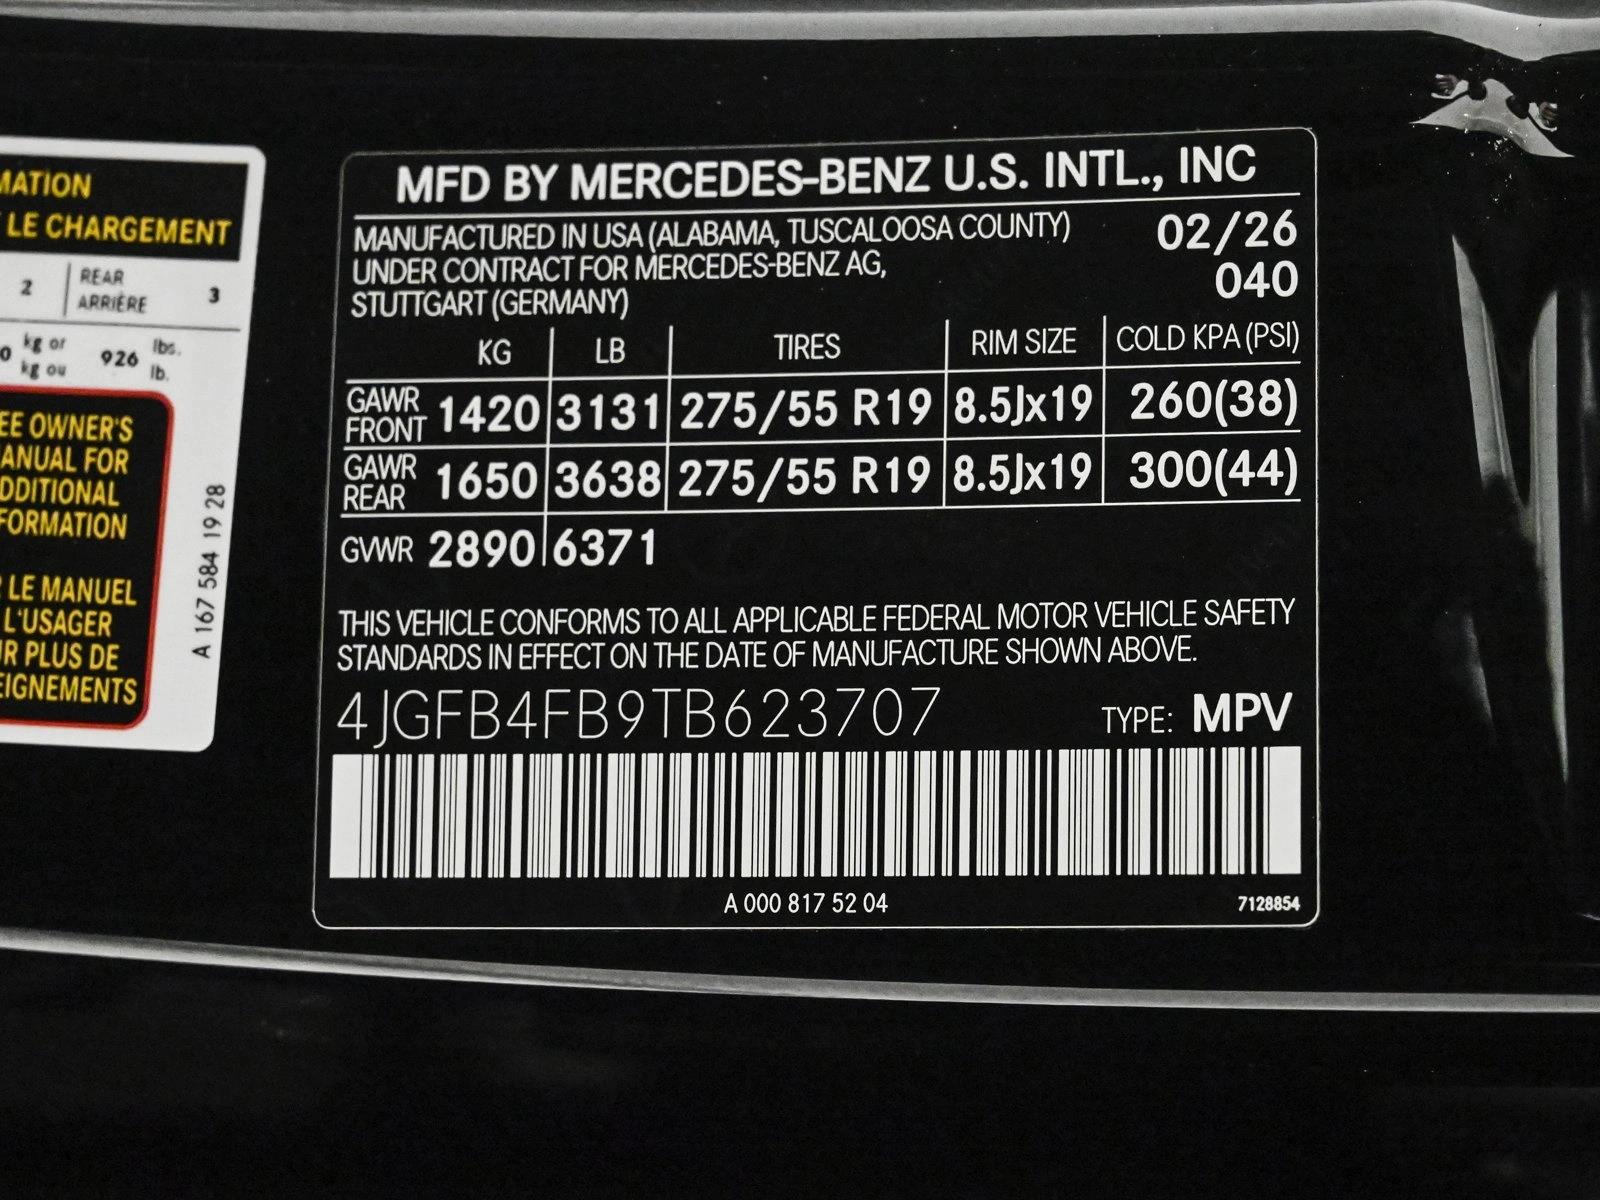 MATION
LE CHARGEMENT
2 REAR ARRIÈRE 3
0 kg or kg ou 926 lbs. lb.
EE OWNER'S
ANUAL FOR
DDITIONAL
FORMATION
LE MANUEL
L'USAGER
R PLUS DE
EIGNEMENTS
A 167 584 19 28
MFD BY MERCEDES-BENZ U.S. INTL., INC
MANUFACTURED IN USA (ALABAMA, TUSCALOOSA COUNTY) 02/26
UNDER CONTRACT FOR MERCEDES-BENZ AG, 040
STUTTGART (GERMANY)
KG LB TIRES RIM SIZE COLD KPA (PSI)
GAWR FRONT 1420 3131 275/55 R19 8.5Jx19 260(38)
GAWR REAR 1650 3638 275/55 R19 8.5Jx19 300(44)
GVWR 2890 6371
THIS VEHICLE CONFORMS TO ALL APPLICABLE FEDERAL MOTOR VEHICLE SAFETY
STANDARDS IN EFFECT ON THE DATE OF MANUFACTURE SHOWN ABOVE.
4JGFB4FB9TB623707 TYPE: MPV
A 000 817 52 04 7128854